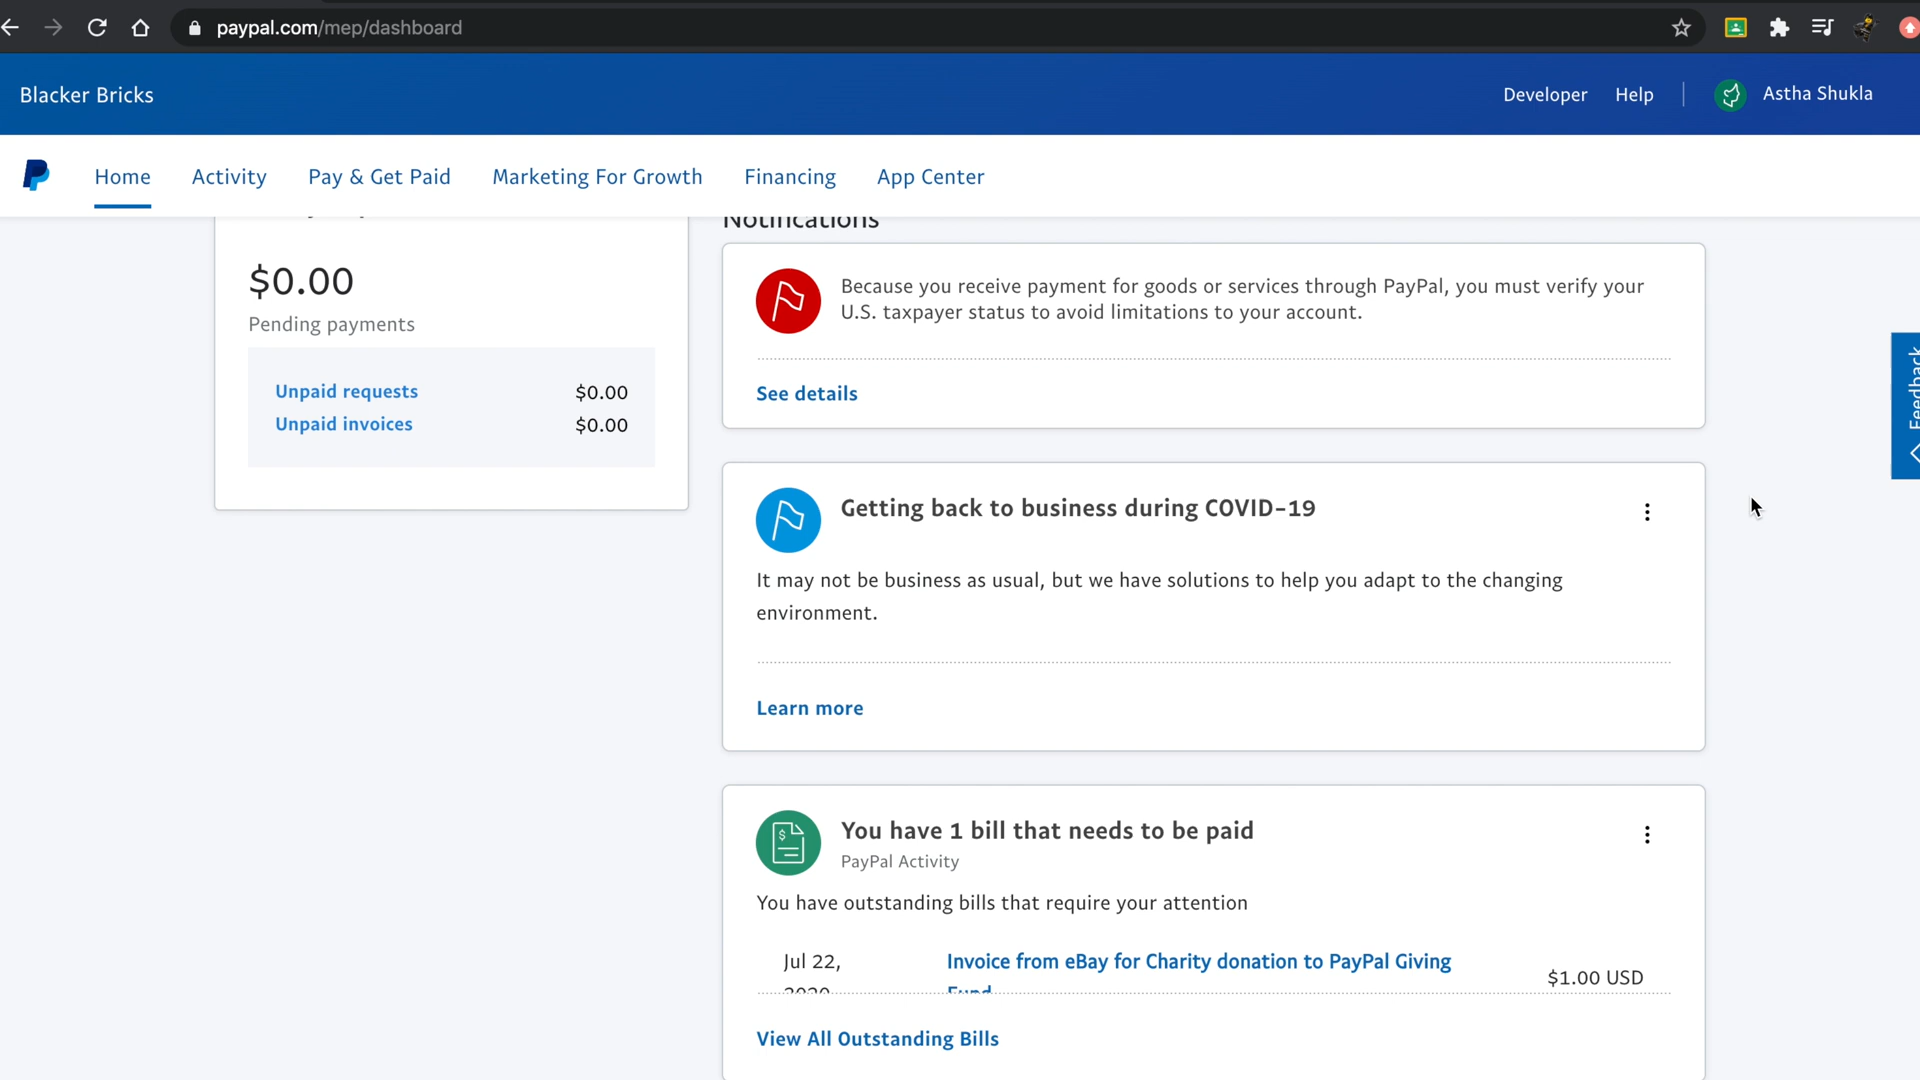 paypal.com/mep/dashboard
Blacker Bricks
Developer
Help
Astha Shukla
Home
Activity
Pay & Get Paid
Marketing For Growth
Financing
App Center
$0.00
Pending payments
Unpaid requests $0.00
Unpaid invoices $0.00
Notifications
Because you receive payment for goods or services through PayPal, you must verify your
U.S. taxpayer status to avoid limitations to your account.
See details
Getting back to business during COVID-19
It may not be business as usual, but we have solutions to help you adapt to the changing
environment.
Learn more
You have 1 bill that needs to be paid
PayPal Activity
You have outstanding bills that require your attention
Jul 22,
2020
Invoice from eBay for Charity donation to PayPal Giving
Fund
$1.00 USD
View All Outstanding Bills
Feedback